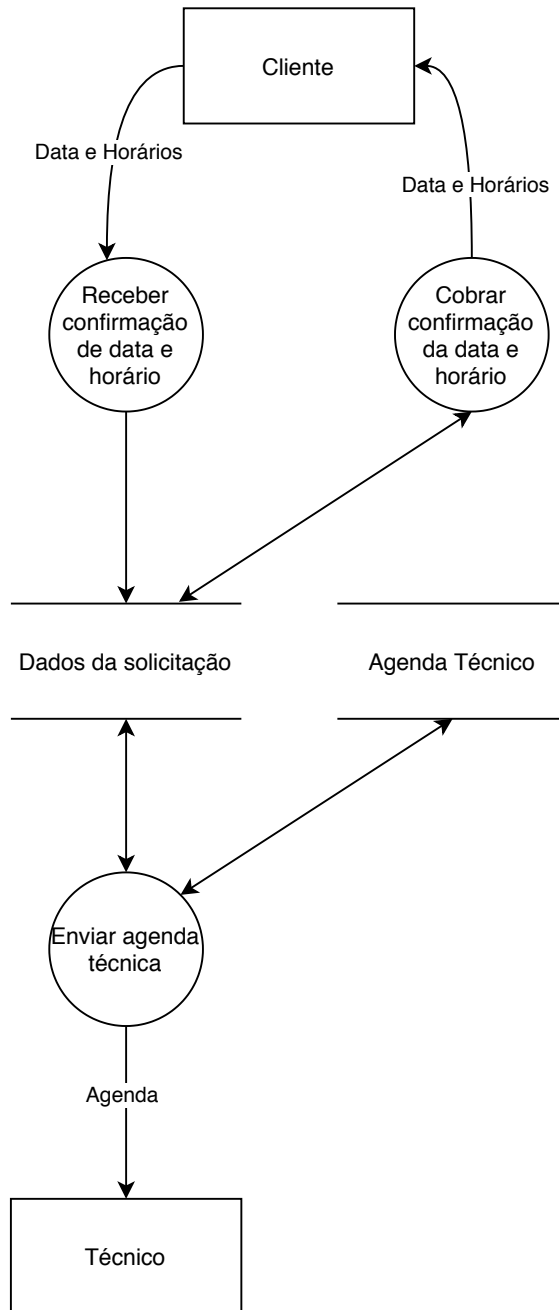 Cliente
Data e Horários
Data e Horários
Receber
confirmação
de data e
horário
Cobrar
confirmação
da data e
horário
Dados da solicitação
Agenda Técnico
Enviar agenda
técnica
Agenda
Técnico